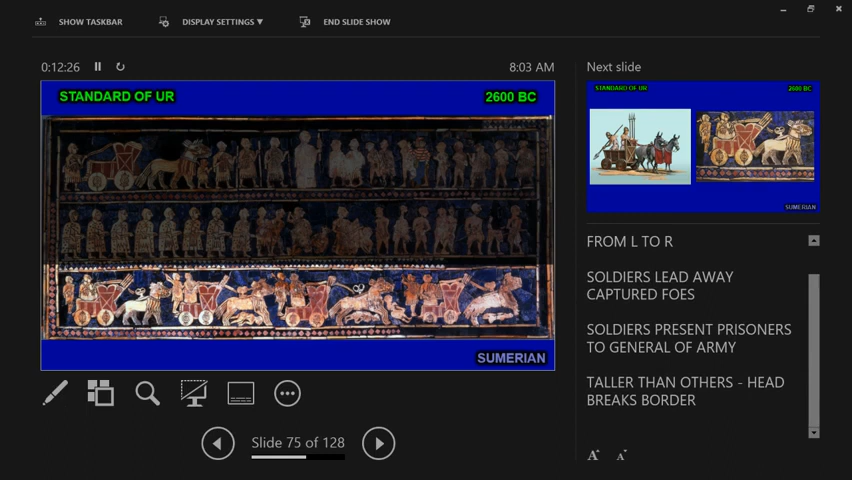 SHOW TASKBAR
DISPLAY SETTINGS ▼
END SLIDE SHOW
0:12:26
8:03 AM
Next slide
STANDARD OF UR
2600 BC
SUMERIAN
STANDARD OF UR
2600 BC
SUMERIAN
FROM L TO R
SOLDIERS LEAD AWAY
CAPTURED FOES
SOLDIERS PRESENT PRISONERS
TO GENERAL OF ARMY
TALLER THAN OTHERS - HEAD
BREAKS BORDER
Slide 75 of 128
A A